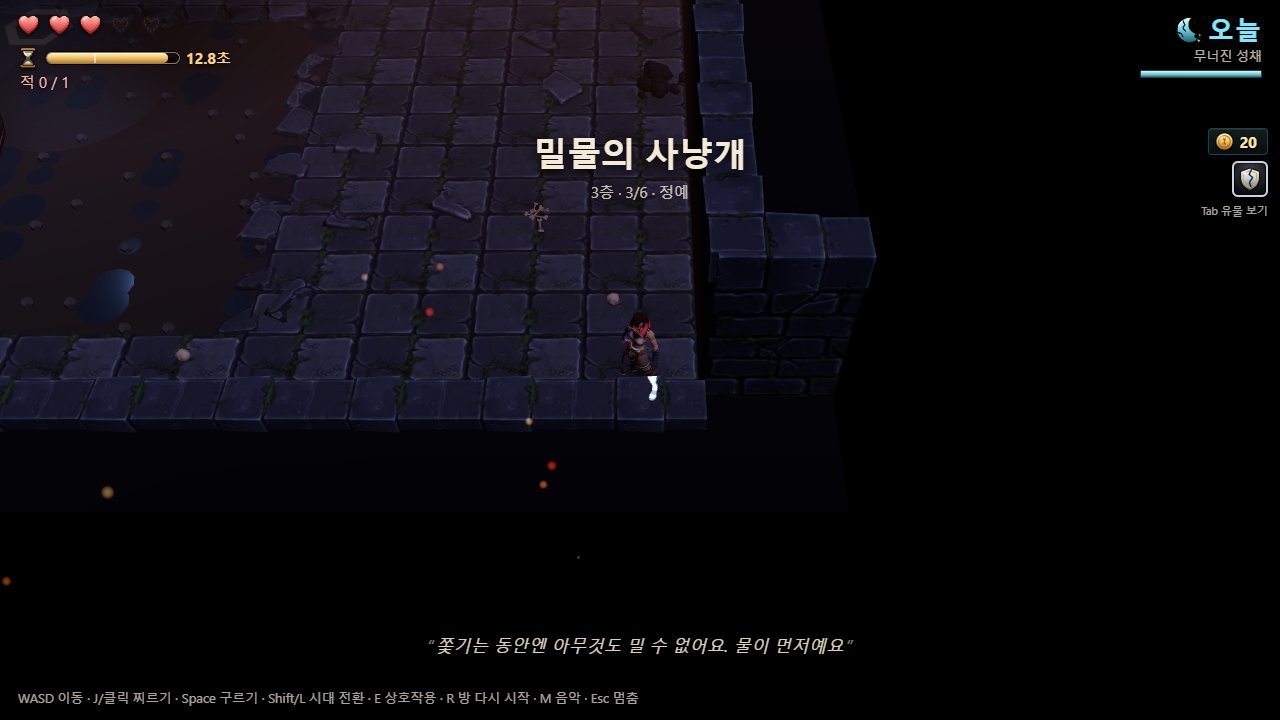 12.8초
적 0 / 1
오늘
무너진 성채
20
Tab 유물 보기
밀물의 사냥개
3층 · 3/6 · 정예
“쫓기는 동안엔 아무것도 밀 수 없어요. 물이 먼저예요”
WASD 이동 · J/클릭 찌르기 · Space 구르기 · Shift/L 시대 전환 · E 상호작용 · R 방 다시 시작 · M 음악 · Esc 멈춤